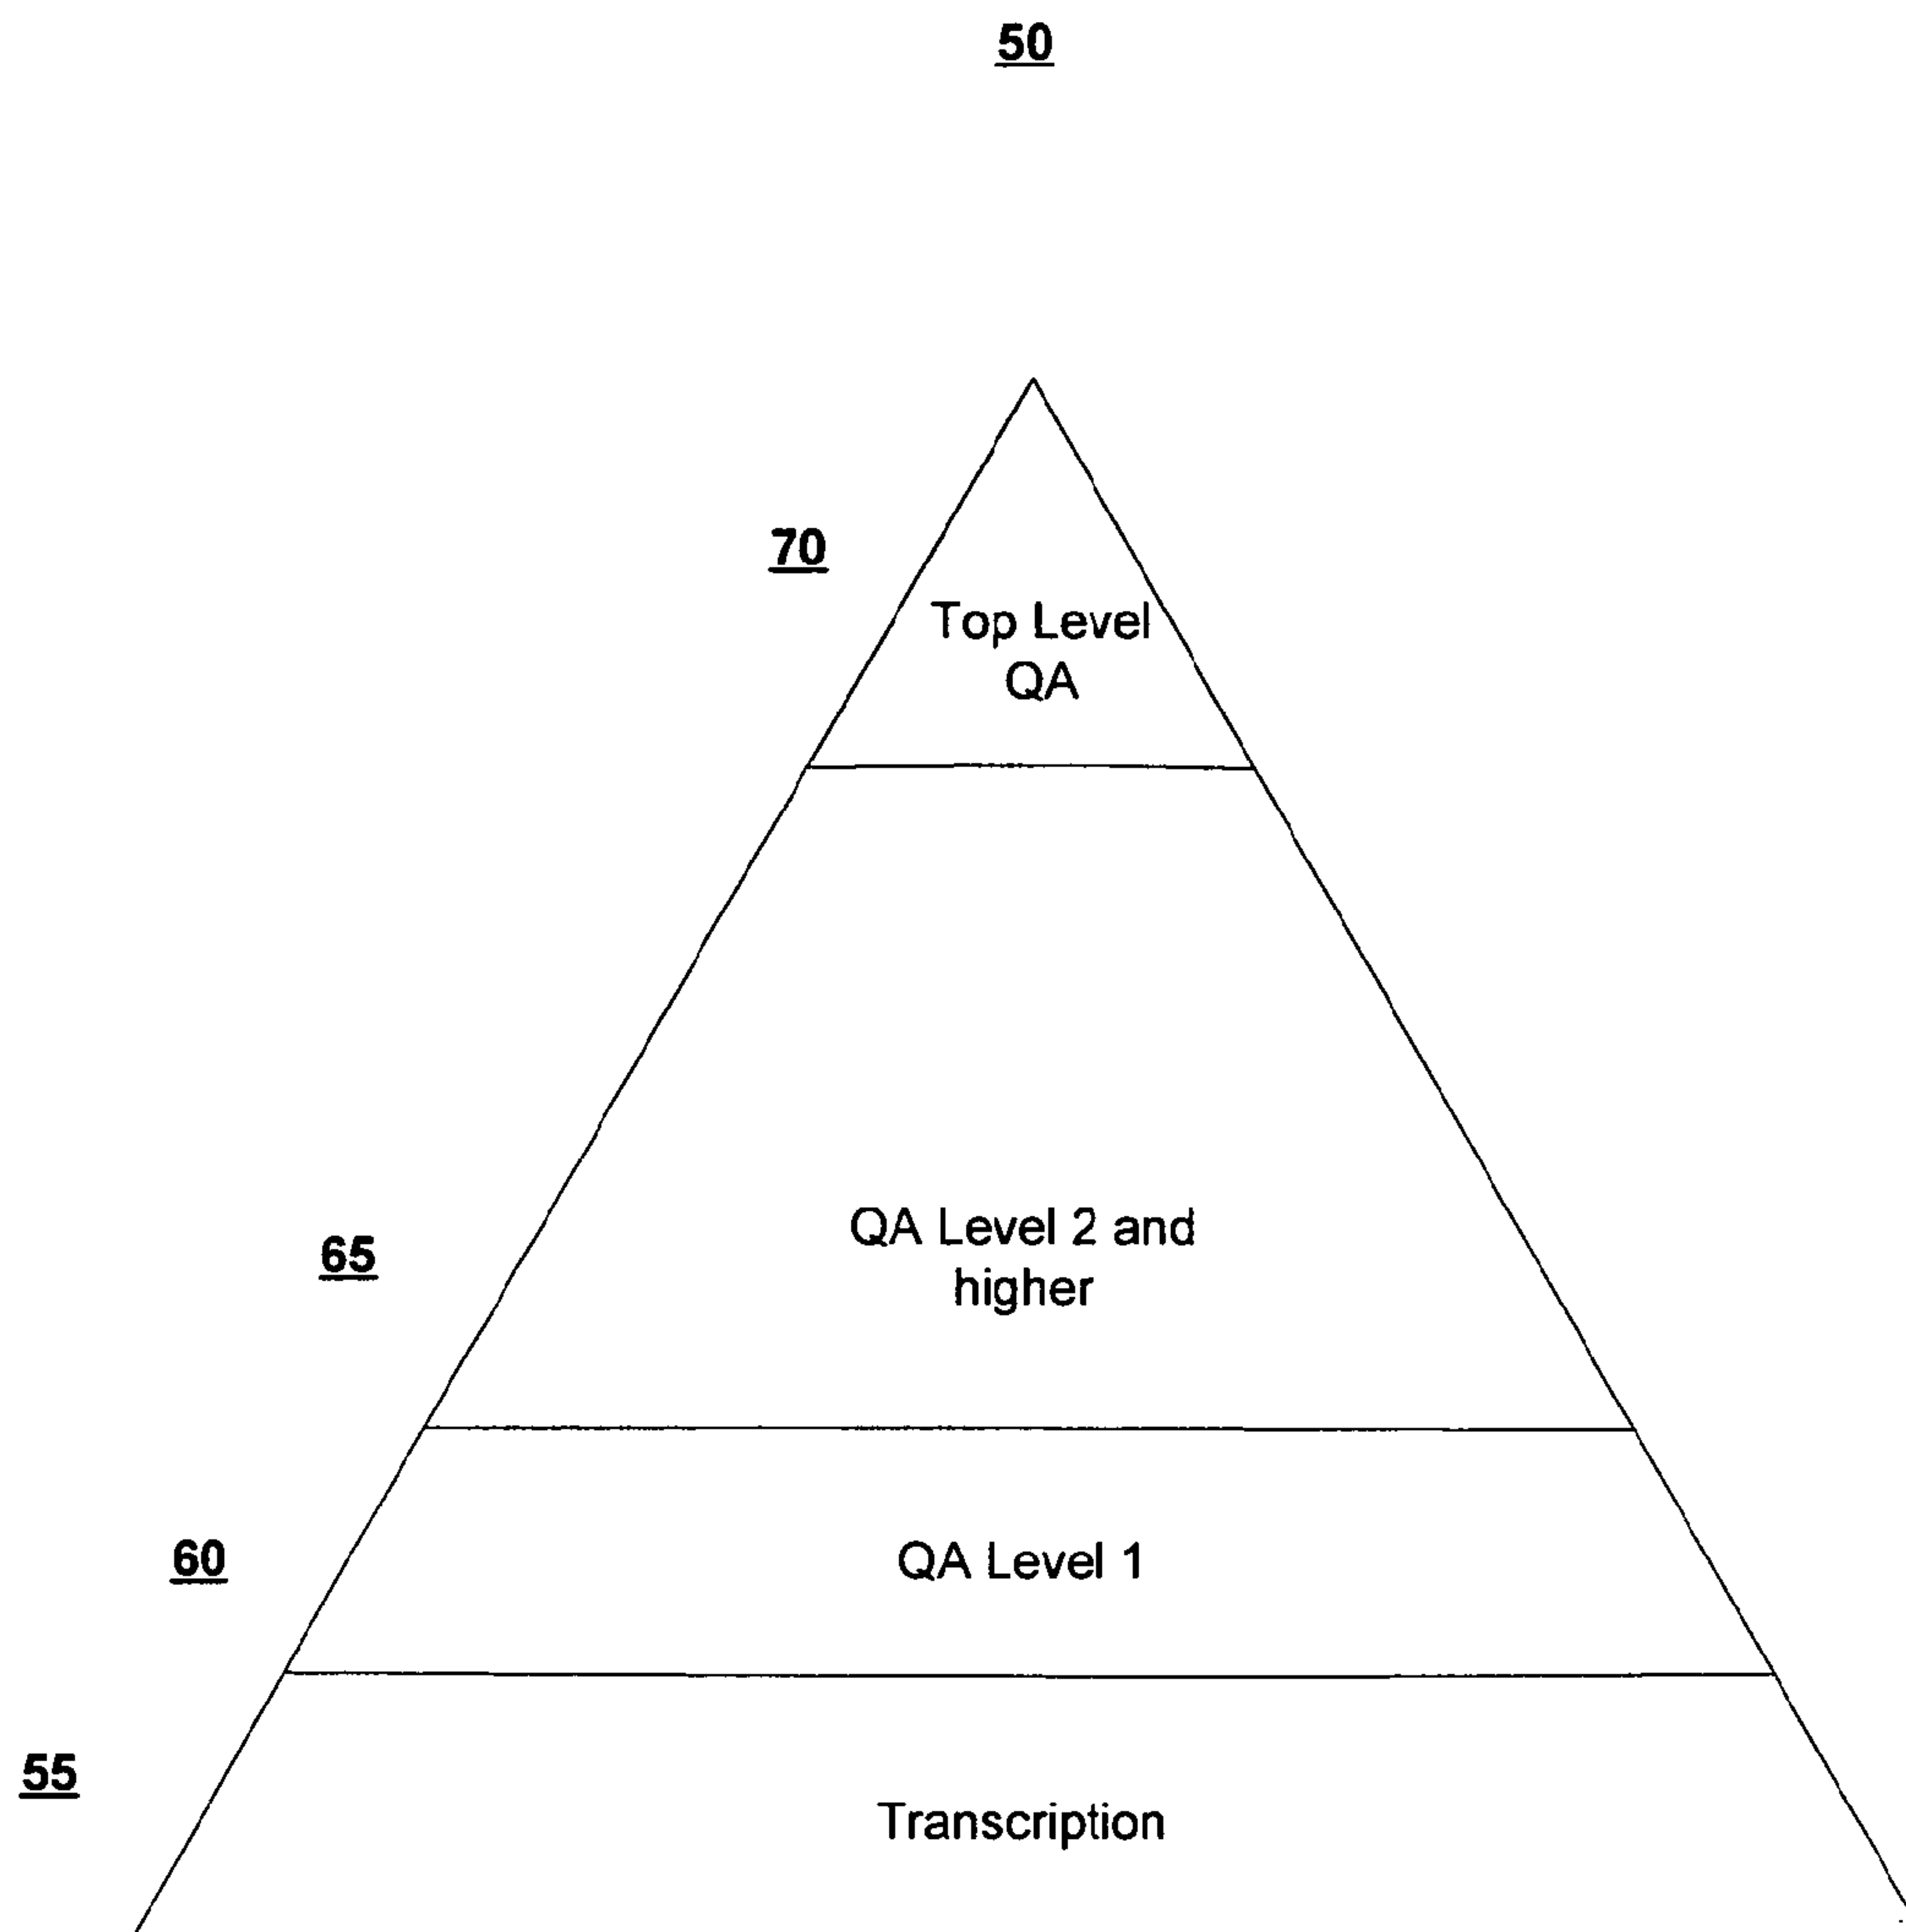 50
70
Top Level
QA
65
QA Level 2 and
higher
60
QA Level 1
55
Transcription